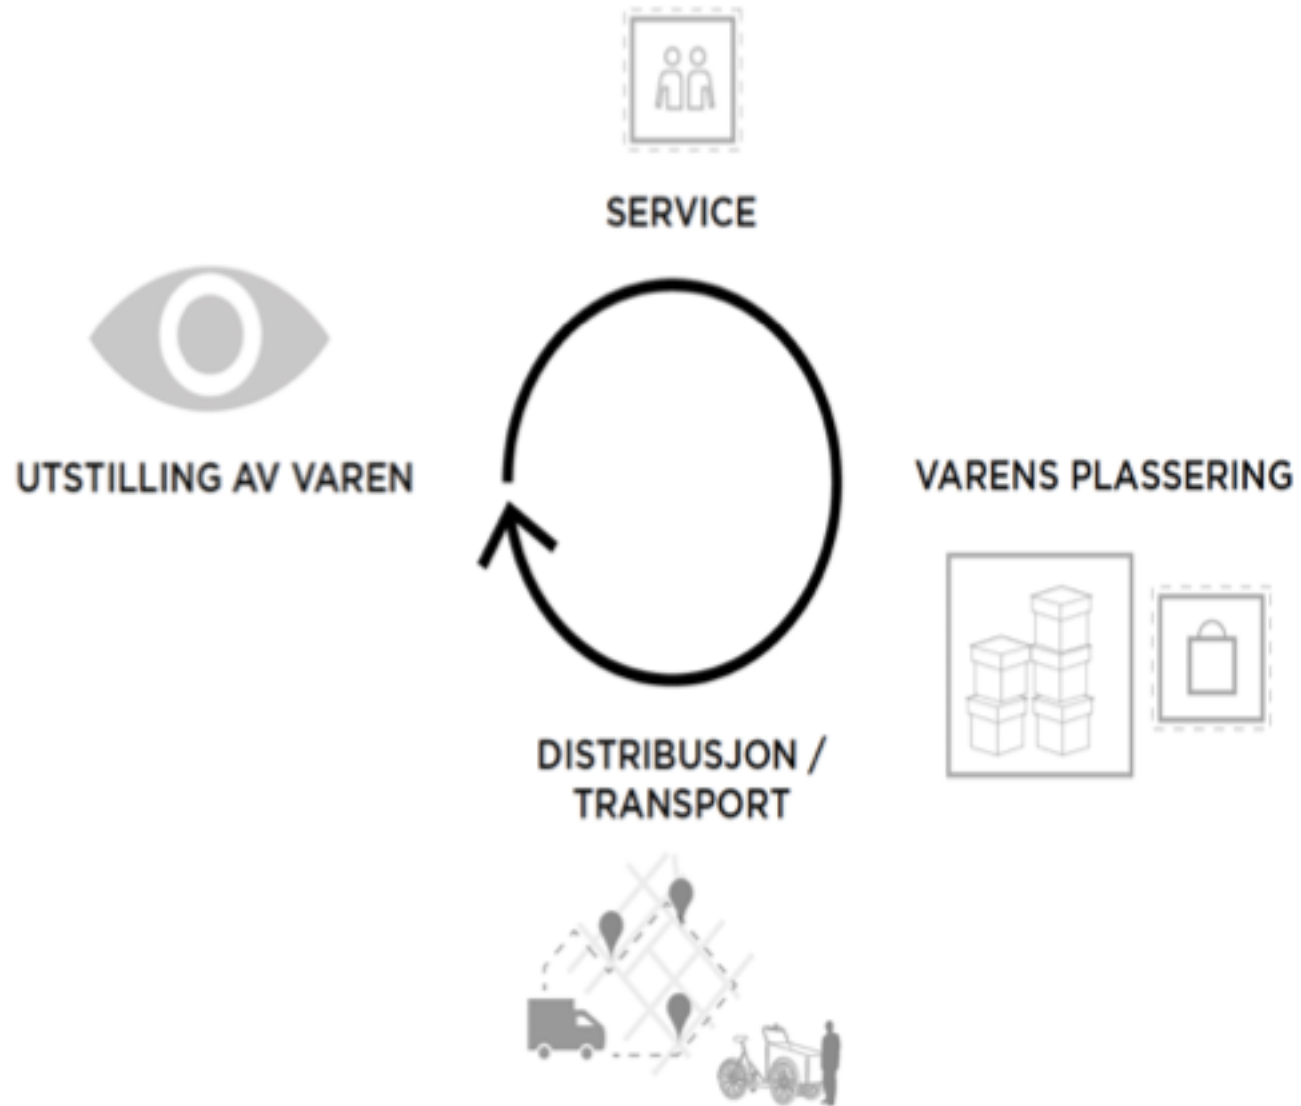 SERVICE
UTSTILLING AV VAREN
VARENS PLASSERING
DISTRIBUSJON /
TRANSPORT